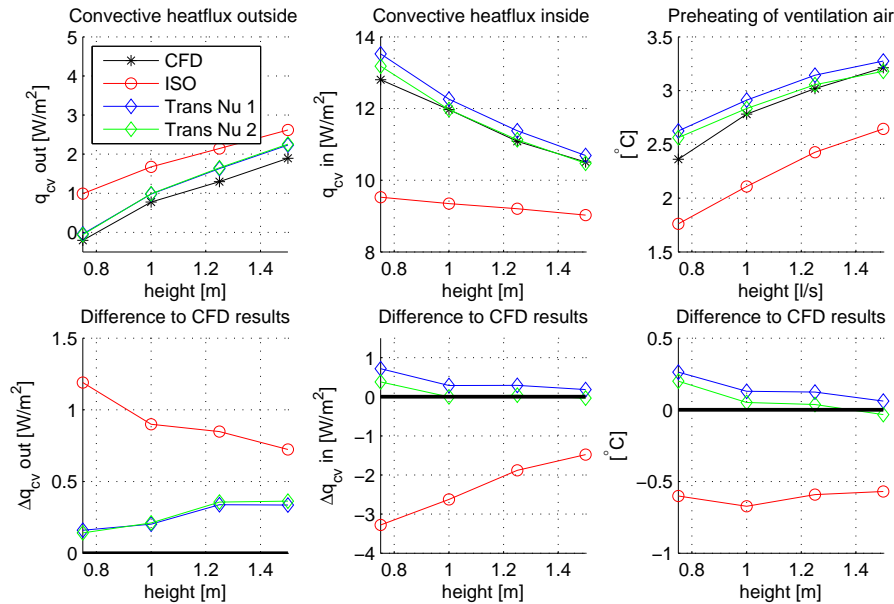 Convective heatflux outside
5
4
3
2
1
0
q_cv out [W/m²]
CFD
ISO
Trans Nu 1
Trans Nu 2
0.8
1
1.2
1.4
height [m]
Convective heatflux inside
14
12
10
8
q_cv in [W/m²]
0.8
1
1.2
1.4
height [m]
Preheating of ventilation air
3.5
3
2.5
2
1.5
[°C]
0.8
1
1.2
1.4
height [l/s]
Difference to CFD results
1.5
1
0.5
0
Δq_cv out [W/m²]
0.8
1
1.2
1.4
height [m]
Difference to CFD results
1
0
−1
−2
−3
−4
Δq_cv in [W/m²]
0.8
1
1.2
1.4
height [m]
Difference to CFD results
0.5
0
−0.5
−1
[°C]
0.8
1
1.2
1.4
height [m]